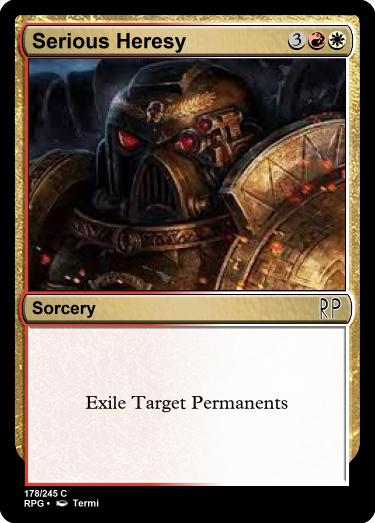 Serious Heresy 3
Sorcery RP
Exile Target Permanents
178/245 C
RPG • Termi